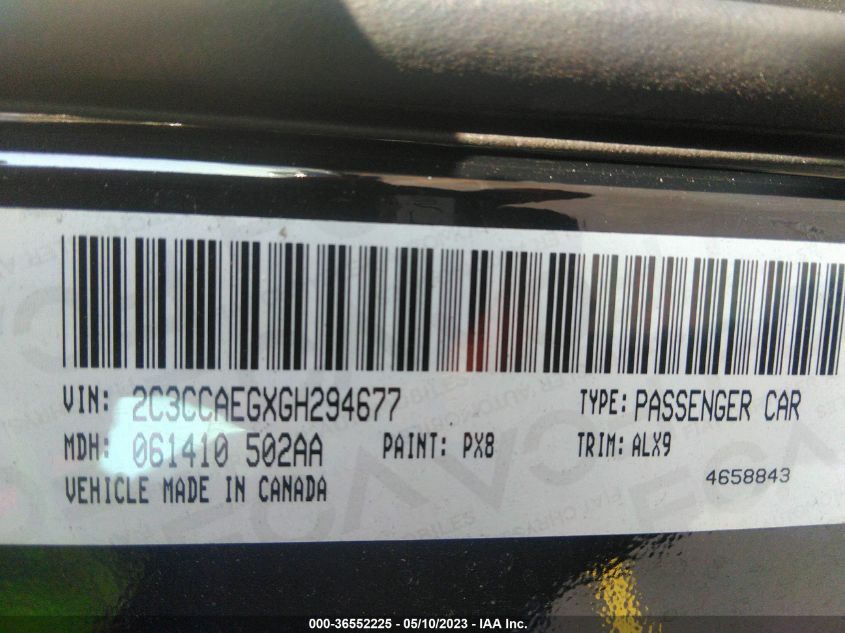 VIN: 2C3CCAEGXGH294677 TYPE: PASSENGER CAR
MDH: 061410 502AA PAINT: PX8 TRIM: ALX9
VEHICLE MADE IN CANADA 4658843
000-36552225 - 05/10/2023 - © IAA Inc.